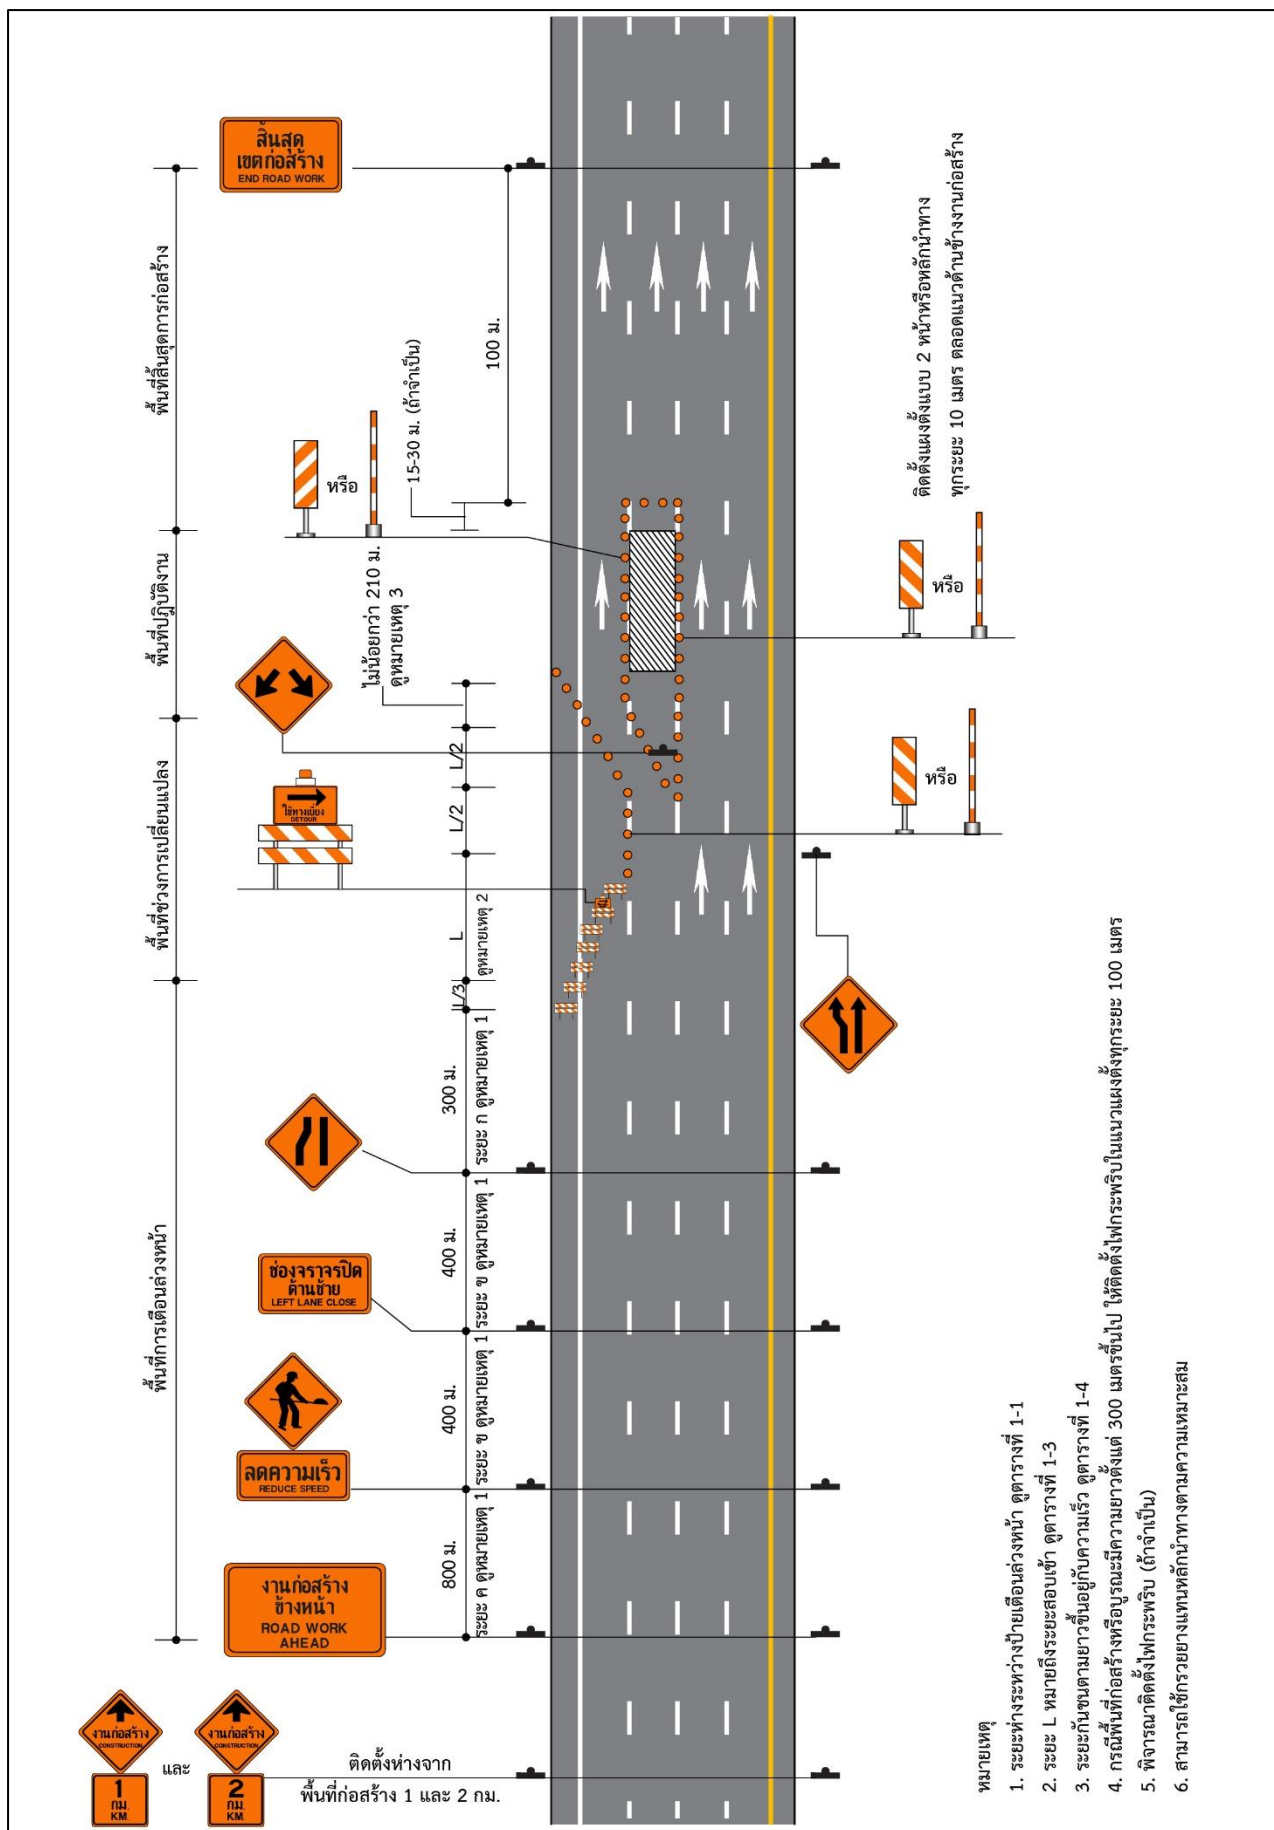 สิ้นสุด
เขตก่อสร้าง
END ROAD WORK
พื้นที่สิ้นสุดการก่อสร้าง
100 ม.
15-30 ม. (ถ้าจำเป็น)
หรือ
ติดตั้งแผงตั้งแบบ 2 หน้าหรือหลักนำทาง
ทุกระยะ 10 เมตร ตลอดแนวด้านข้างงานก่อสร้าง
พื้นที่ปฏิบัติงาน
ไม่น้อยกว่า 210 ม.
ดูหมายเหตุ 3
หรือ
พื้นที่ช่วงการเปลี่ยนแปลง
L/2
L/2
ใช้ทางเบี่ยง
DETOUR
หรือ
L
ดูหมายเหตุ 2
L/3
พื้นที่การเตือนล่วงหน้า
300 ม.
ระยะ ก ดูหมายเหตุ 1
400 ม.
ระยะ ข ดูหมายเหตุ 1
ช่องจราจรปิด
ด้านซ้าย
LEFT LANE CLOSE
400 ม.
ระยะ ข ดูหมายเหตุ 1
ลดความเร็ว
REDUCE SPEED
800 ม.
ระยะ ค ดูหมายเหตุ 1
งานก่อสร้าง
ข้างหน้า
ROAD WORK
AHEAD
งานก่อสร้าง
CONSTRUCTION
1
กม.
KM.
และ
งานก่อสร้าง
CONSTRUCTION
2
กม.
KM.
ติดตั้งห่างจาก
พื้นที่ก่อสร้าง 1 และ 2 กม.
หมายเหตุ
1. ระยะห่างระหว่างป้ายเตือนล่วงหน้า ดูตารางที่ 1-1
2. ระยะ L หมายถึงระยะสอบเข้า ดูตารางที่ 1-3
3. ระยะกันชนตามยาวขึ้นอยู่กับความเร็ว ดูตารางที่ 1-4
4. กรณีพื้นที่ก่อสร้างหรือบูรณะมีความยาวตั้งแต่ 300 เมตรขึ้นไป ให้ติดตั้งไฟกระพริบในแนวแผงตั้งทุกระยะ 100 เมตร
5. พิจารณาติดตั้งไฟกระพริบ (ถ้าจำเป็น)
6. สามารถใช้กรวยยางแทนหลักนำทางตามความเหมาะสม